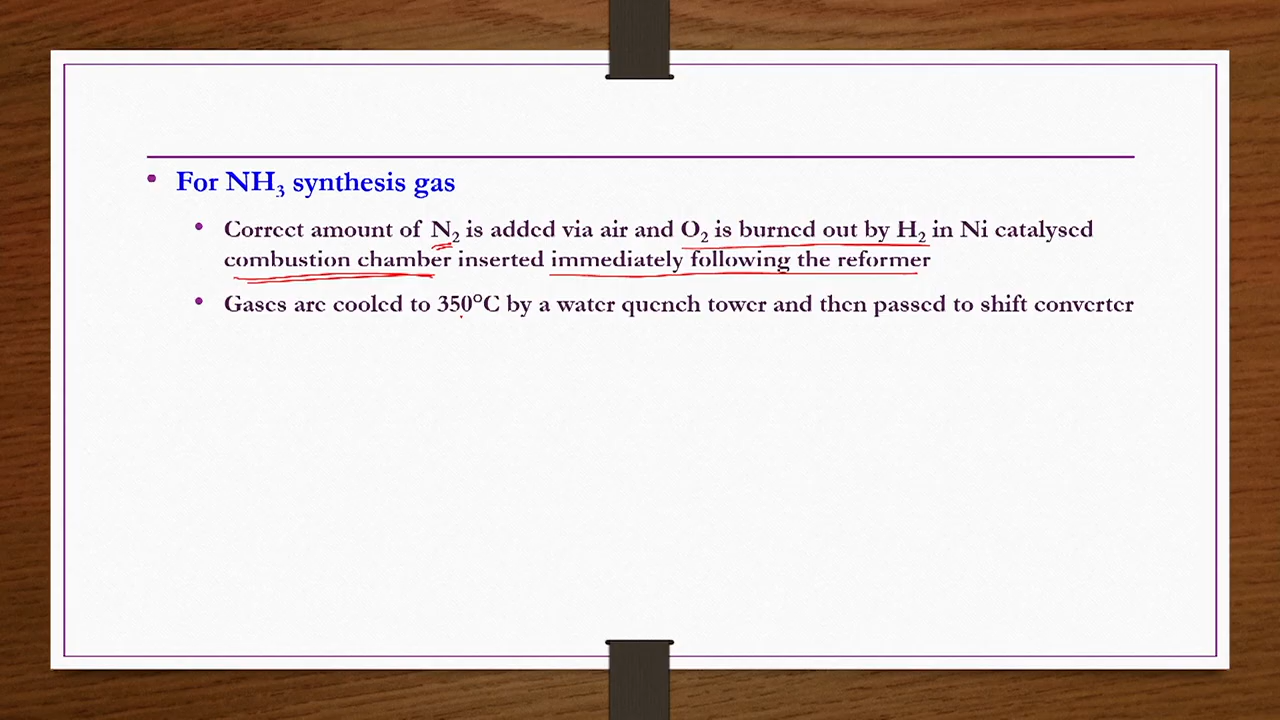 • For NH₃ synthesis gas
• Correct amount of N₂ is added via air and O₂ is burned out by H₂ in Ni catalysed
combustion chamber inserted immediately following the reformer
• Gases are cooled to 350°C by a water quench tower and then passed to shift converter